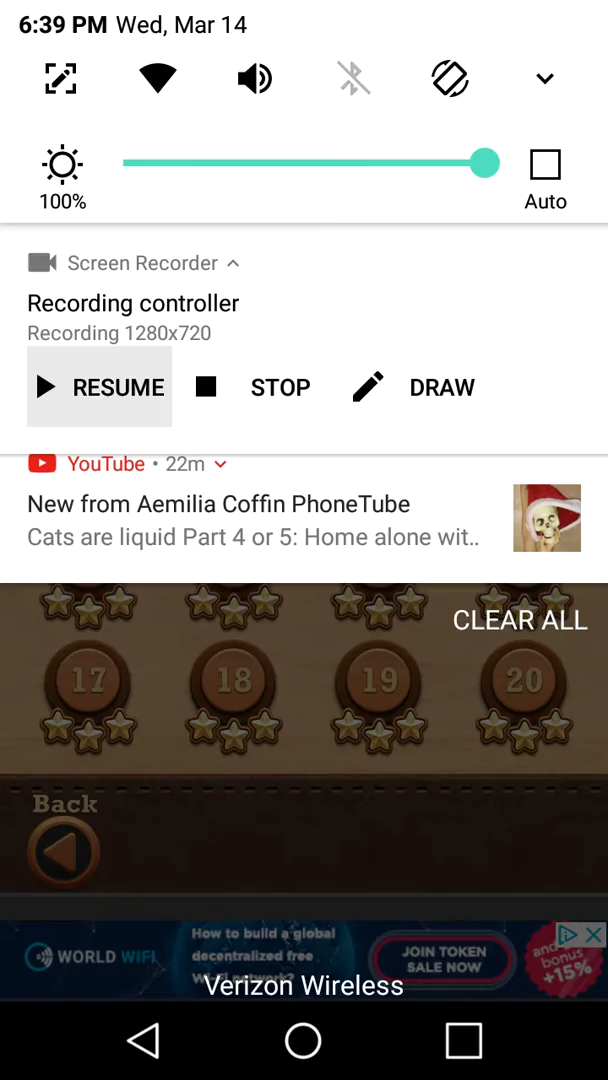 6:39 PM Wed, Mar 14
100%
Auto
Screen Recorder
Recording controller
Recording 1280x720
RESUME STOP DRAW
YouTube • 22m
New from Aemilia Coffin PhoneTube
Cats are liquid Part 4 or 5: Home alone wit..
CLEAR ALL
17 18 19 20
Back
WORLD WIFI
How to build a global
decentralized free
JOIN TOKEN
SALE NOW
bonus
+15%
Verizon Wireless